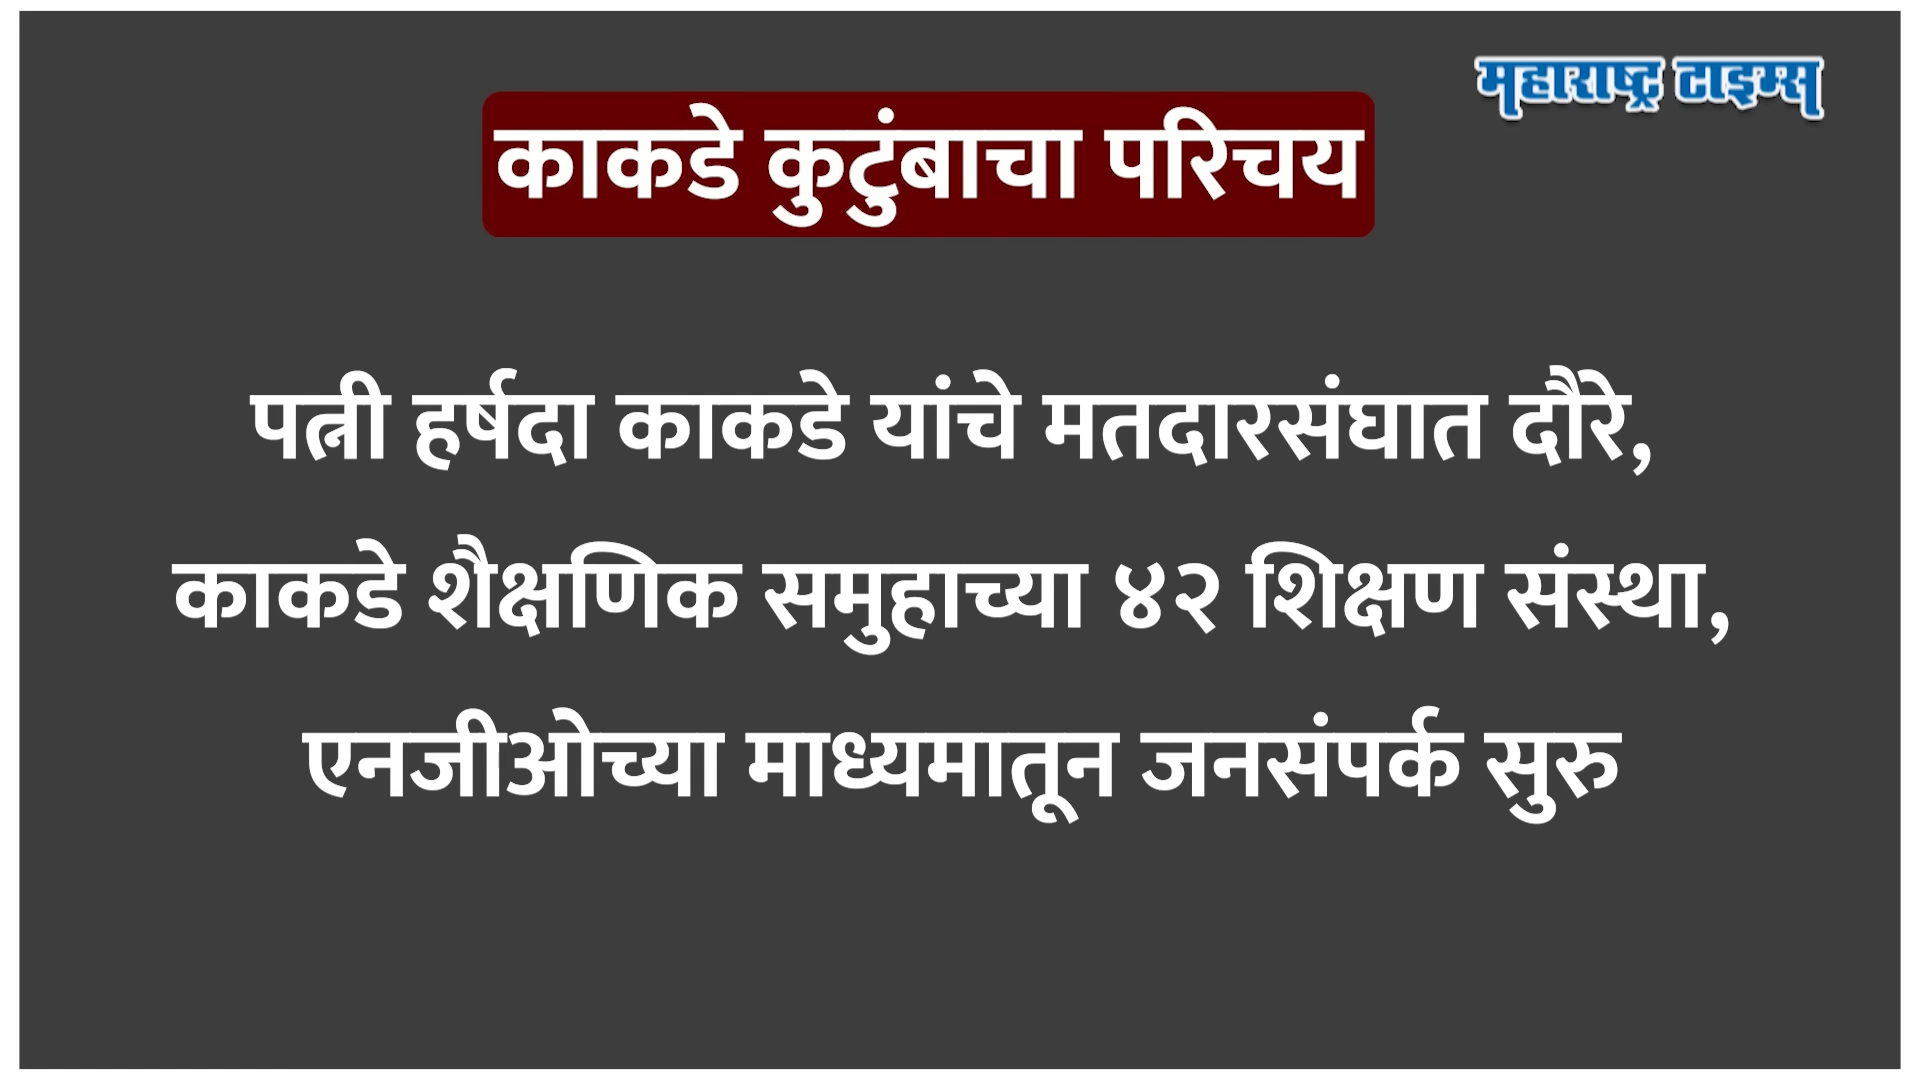 महाराष्ट्र टाइम्स
काकडे कुटुंबाचा परिचय
पत्नी हर्षदा काकडे यांचे मतदारसंघात दौरे,
काकडे शैक्षणिक समुहाच्या ४२ शिक्षण संस्था,
एनजीओच्या माध्यमातून जनसंपर्क सुरु